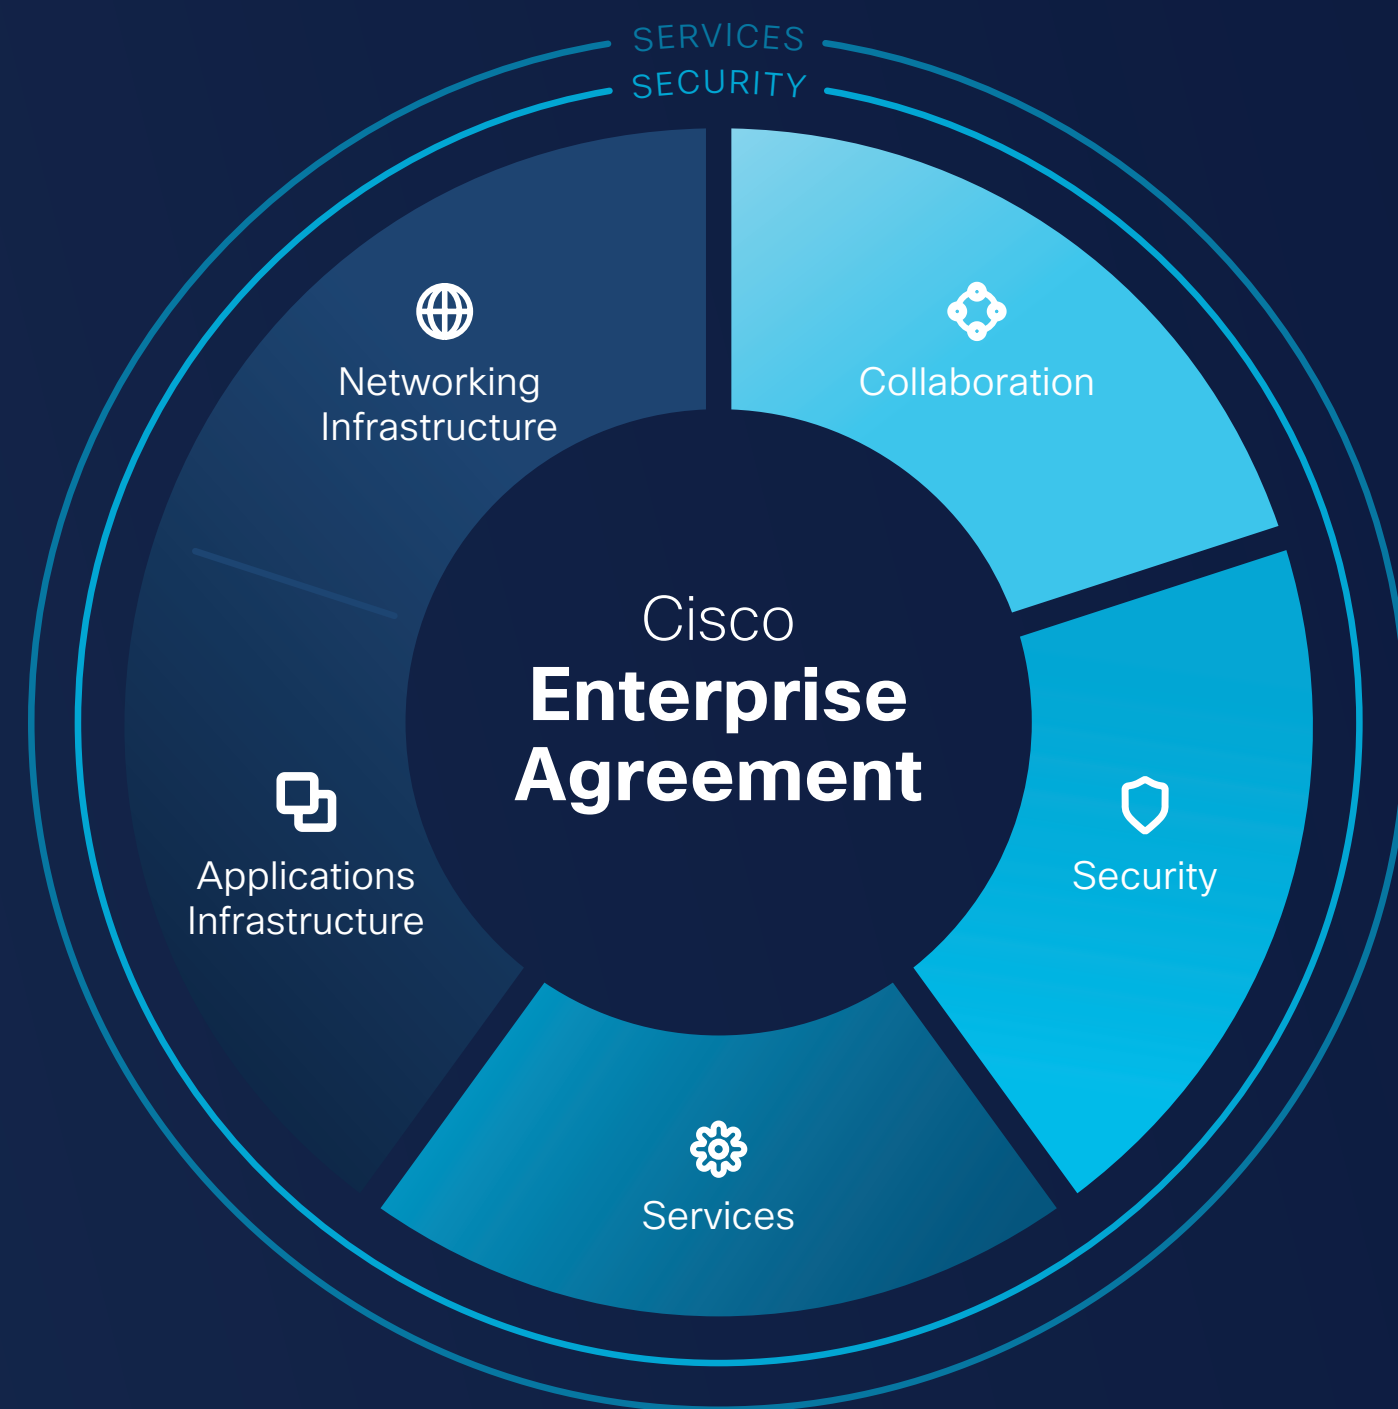 SERVICES
SECURITY
Networking
Infrastructure
Collaboration
Cisco
Enterprise
Agreement
Applications
Infrastructure
Security
Services